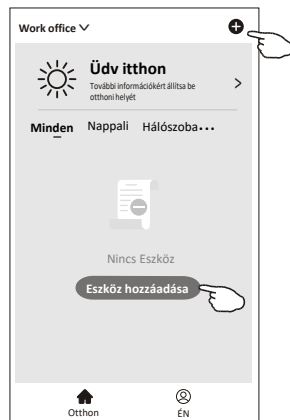 Work office
Üdv itthon
További információkért állítsa be
otthoni helyét
Minden Nappali Hálószoba...
Nincs Eszköz
Eszköz hozzáadása
Otthon ÉN